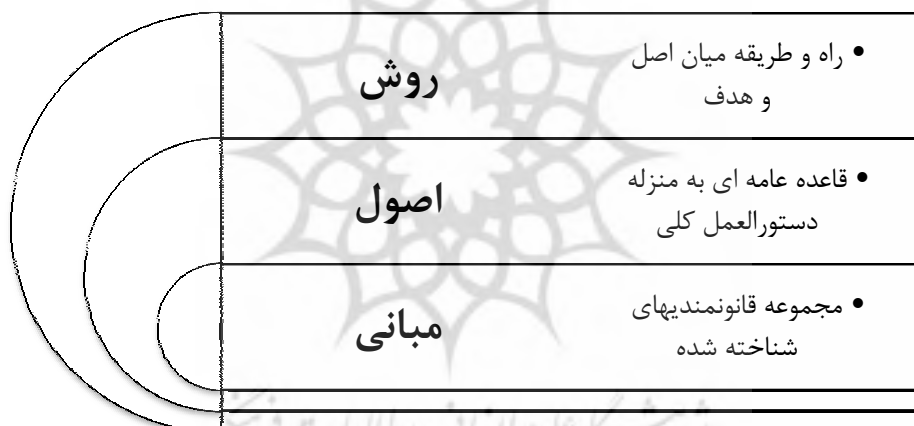 روش
• راه و طریقه میان اصل
و هدف
اصول
• قاعده عامه ای به منزله
دستورالعمل کلی
مبانی
• مجموعه قانونمندیهای
شناخته شده